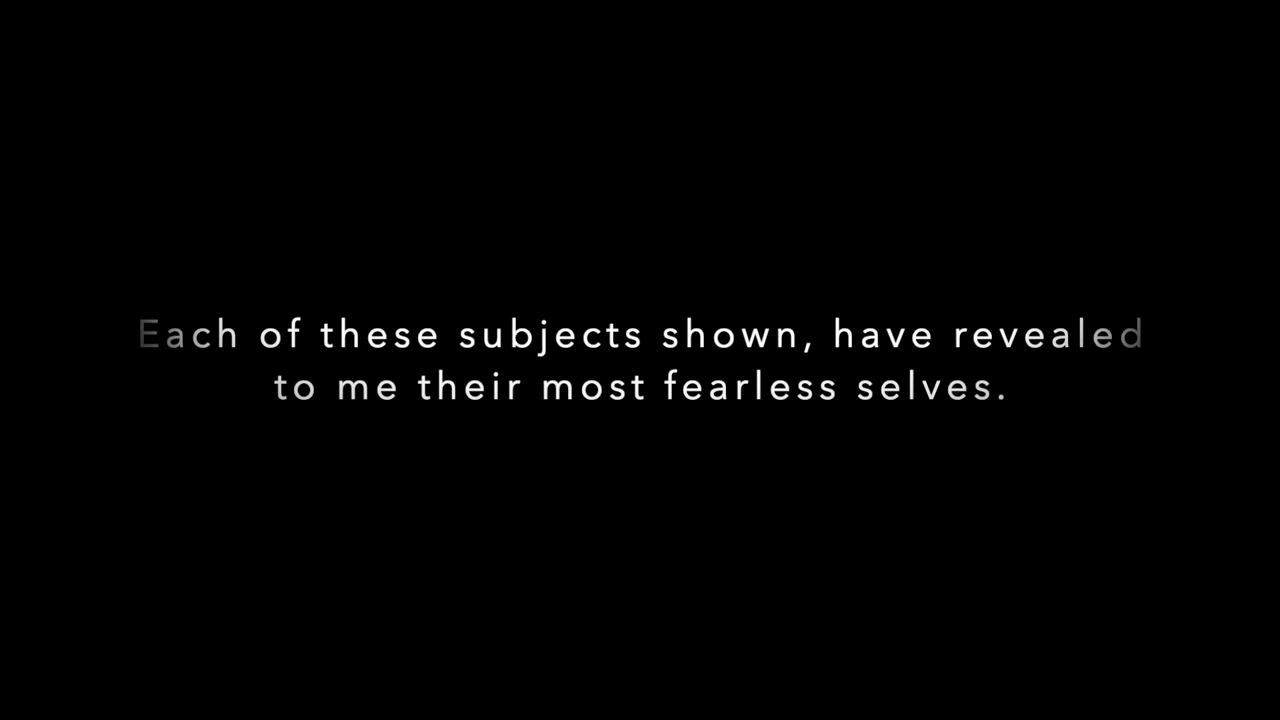 Each of these subjects shown, have revealed
to me their most fearless selves.